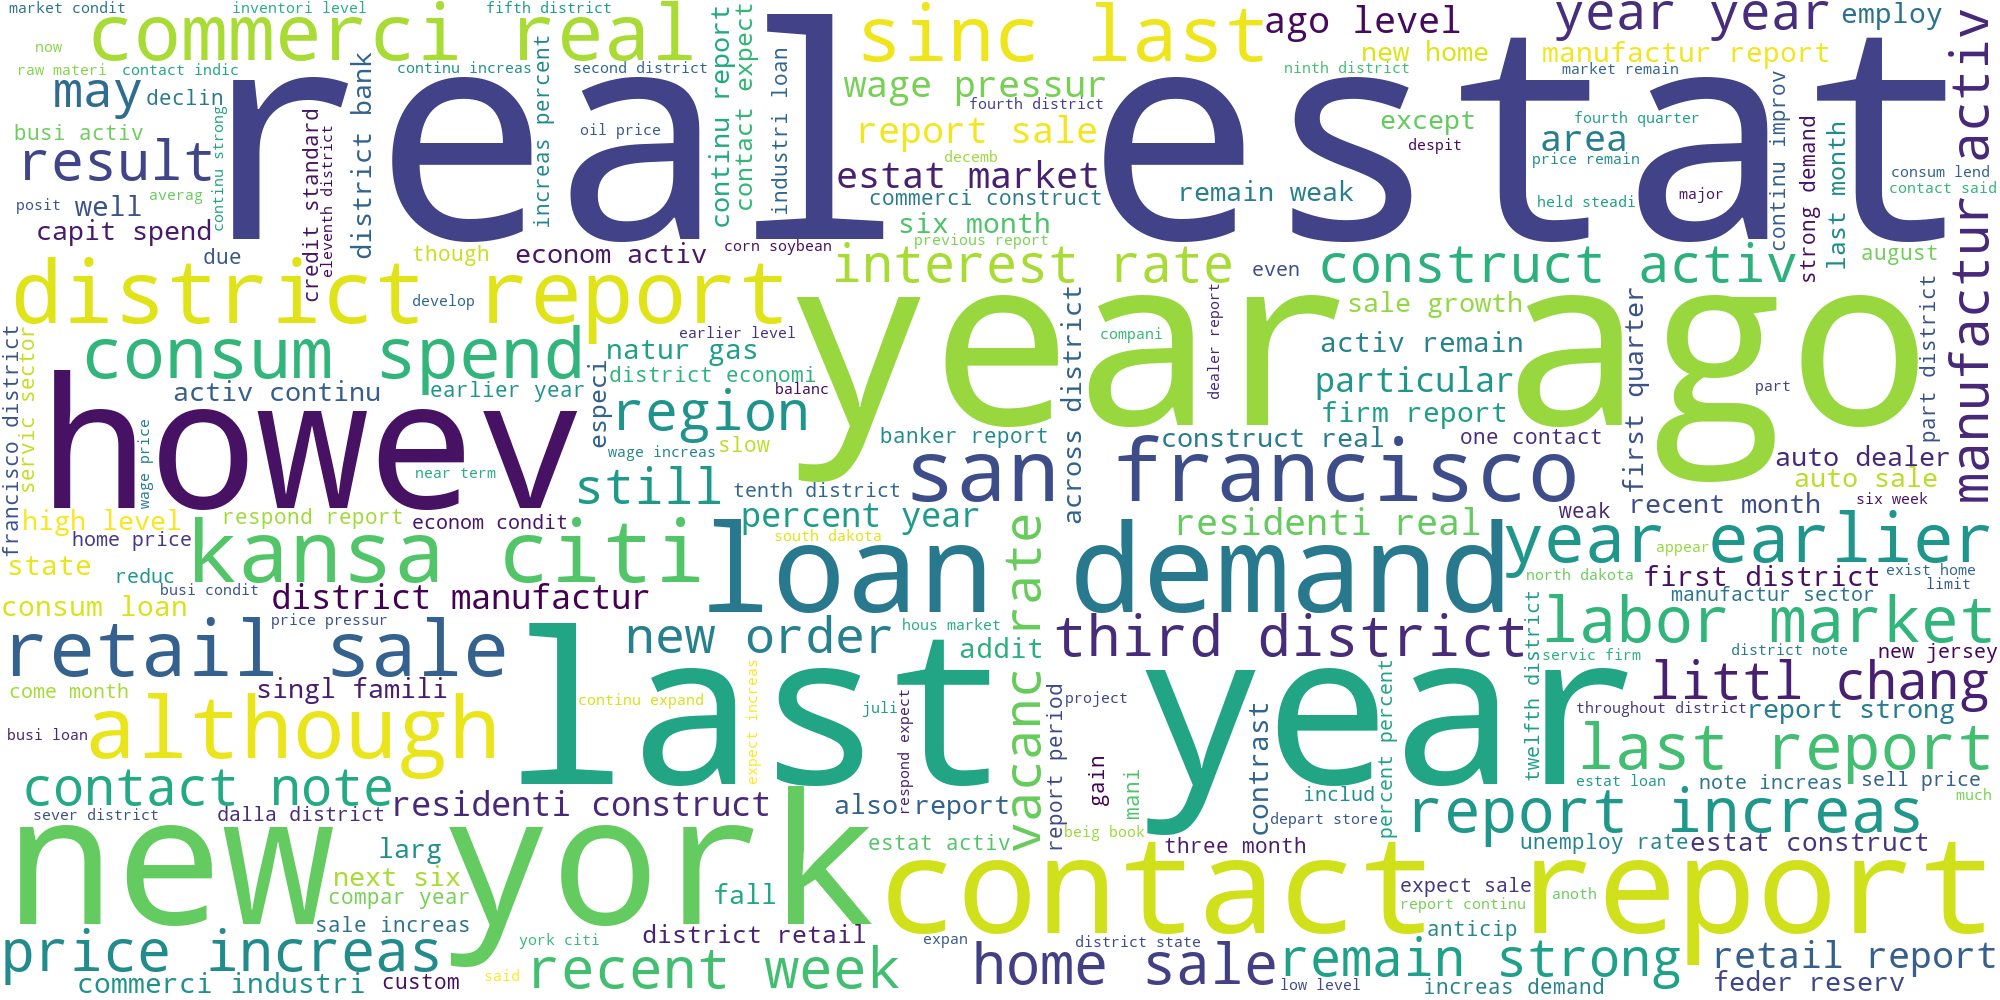 market condit
inventori level
fifth district
commerci real
sinc last
ago level
year year
employ
now
raw materi
contact indic
continu increas
second district
new home
manufactur report
ninth district
market remain
may
declin
district bank
increas percent
continu report
contact expect
industri loan
wage pressur
fourth district
real estat
manufactur activ
busi activ
continu strong
credit standard
eleventh district
oil price
report sale
decemb
except
despit
area
fourth quarter
price remain
continu improv
strong demand
last month
result
averag
estat market
commerci construct
remain weak
held steadi
major
consum lend
contact said
posit
well
capit spend
six month
previous report
due
though
econom activ
corn soybean
august
district report
develop
interest rate
even
construct activ
year ago
sale growth
first quarter
part district
francisco district
servic sector
consum spend
earlier level
natur gas
district economi
across district
compani
dealer report
activ remain
particular
activ continu
earlier year
especi
balanc
part
howev
wage price
near term
region
wage increas
slow
banker report
construct real
firm report
one contact
auto dealer
auto sale
still
tenth district
san francisco
recent month
six week
high level
respond report
econom condit
percent year
weak
home price
kansa citi
south dakota
loan demand
vacanc rate
residenti real
year earlier
appear
state
reduc
busi condit
north dakota
first district
exist home
limit
consum loan
district manufactur
manufactur sector
price pressur
retail sale
new order
hous market
addit
third district
twelfth district
labor market
servic firm
district note
new jersey
come month
singl famili
last year
continu expand
expect increas
juli
respond expect
report period
project
contrast
percent percent
littl chang
throughout district
report strong
busi loan
although
last report
contact note
gain
mani
includ
estat loan
note increas
sell price
much
sever district
dalla district
residenti construct
also report
beig book
depart store
report increas
new york
larg
estat activ
three month
unemploy rate
estat construct
next six
compar year
fall
contact report
expect sale
report continu
anoth
sale increas
york citi
district retail
expan
district state
anticip
price increas
commerci industri
custom
said
recent week
home sale
low level
remain strong
increas demand
retail report
feder reserv